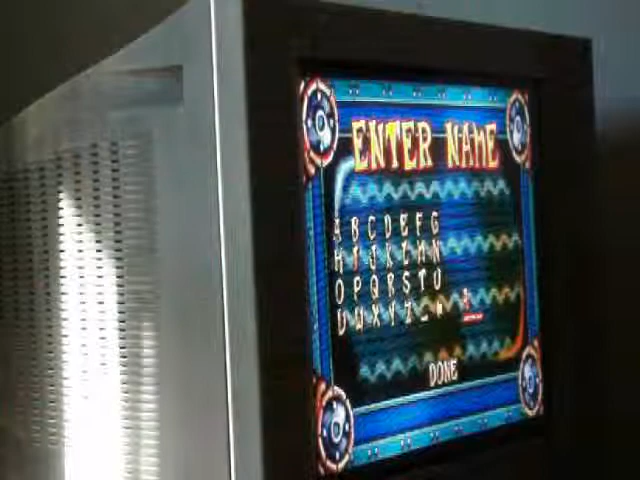 ENTER NAME
A B C D E F G
H I J K L M N
O P Q R S T U
V W X Y Z _
DONE